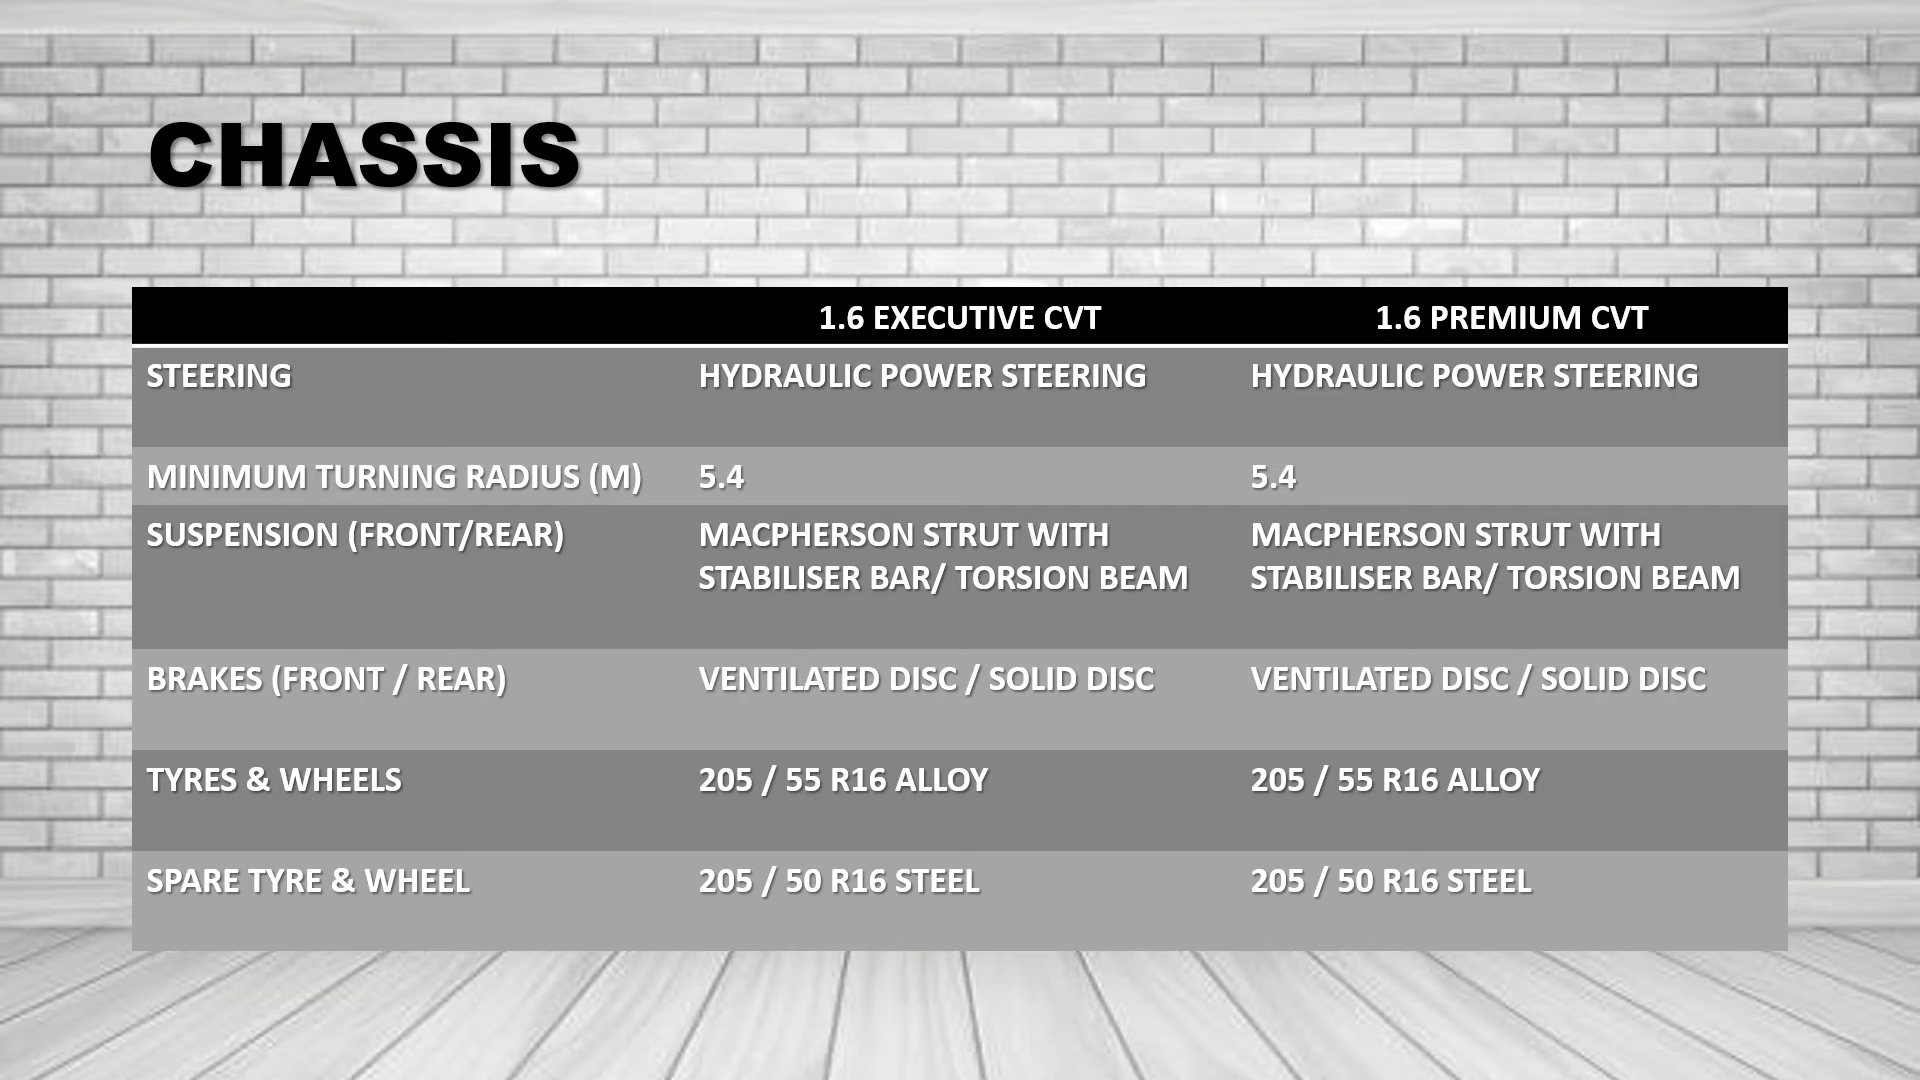 CHASSIS
1.6 EXECUTIVE CVT 1.6 PREMIUM CVT
STEERING HYDRAULIC POWER STEERING HYDRAULIC POWER STEERING
MINIMUM TURNING RADIUS (M) 5.4 5.4
SUSPENSION (FRONT/REAR) MACPHERSON STRUT WITH MACPHERSON STRUT WITH
STABILISER BAR/ TORSION BEAM STABILISER BAR/ TORSION BEAM
BRAKES (FRONT / REAR) VENTILATED DISC / SOLID DISC VENTILATED DISC / SOLID DISC
TYRES & WHEELS 205 / 55 R16 ALLOY 205 / 55 R16 ALLOY
SPARE TYRE & WHEEL 205 / 50 R16 STEEL 205 / 50 R16 STEEL